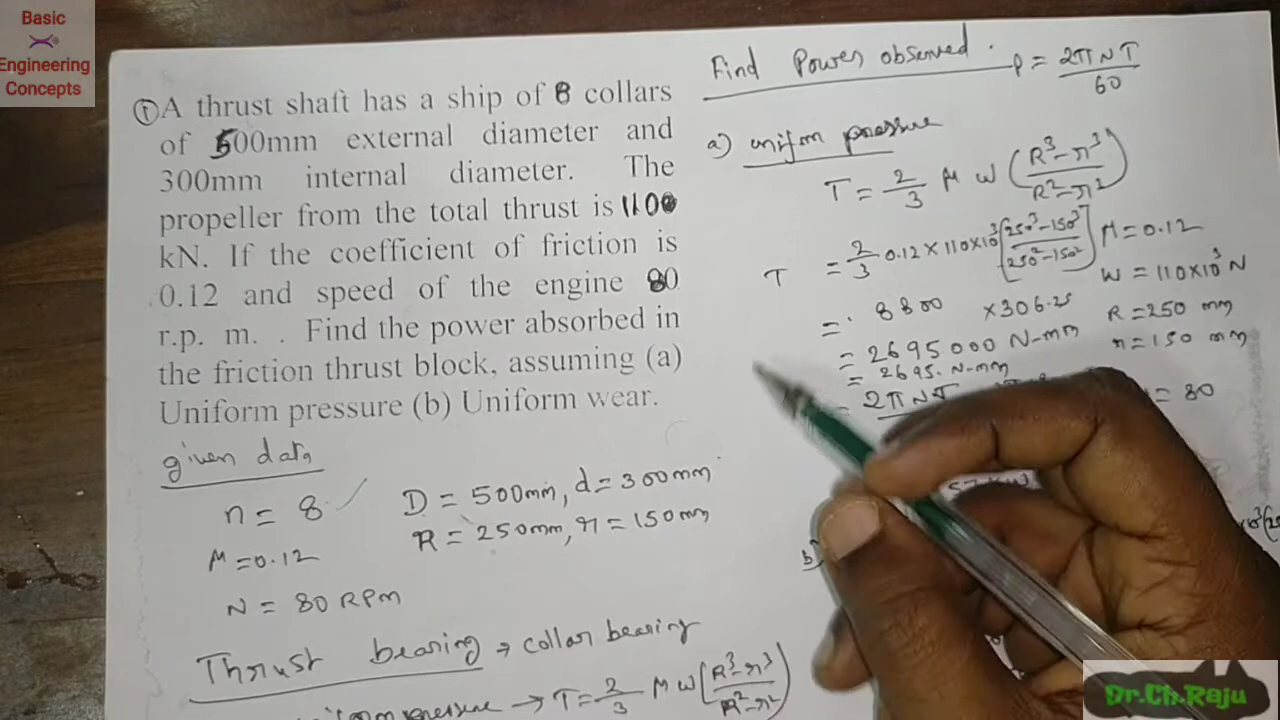 Basic
Engineering
Concepts
① A thrust shaft has a ship of 8 collars
of 500mm external diameter and
300mm internal diameter. The
propeller from the total thrust is 1100
kN. If the coefficient of friction is
0.12 and speed of the engine 80
r.p. m. . Find the power absorbed in
the friction thrust block, assuming (a)
Uniform pressure (b) Uniform wear.
given data
n = 8
μ = 0.12
N = 80 RPm
D = 500mm, d = 300mm
R = 250mm, r = 150mm
Thrust bearing → collar bearing
pressure → T = 2/3 μ W (R³-r³/R²-r²)
Find Power observed.
P = 2πNT/60
a) uniform pressure
T = 2/3 μ W (R³-r³/R²-r²)
T = 2/3 0.12 × 110×10³ [250³-150³/250²-150²]
= 8800 × 306.25
= 2695000 N-mm
= 2695. N-mm
= 2πNT
μ = 0.12
W = 110×10³ N
R = 250 mm
r = 150 mm
= 80
b)
Dr.Ch.Raju